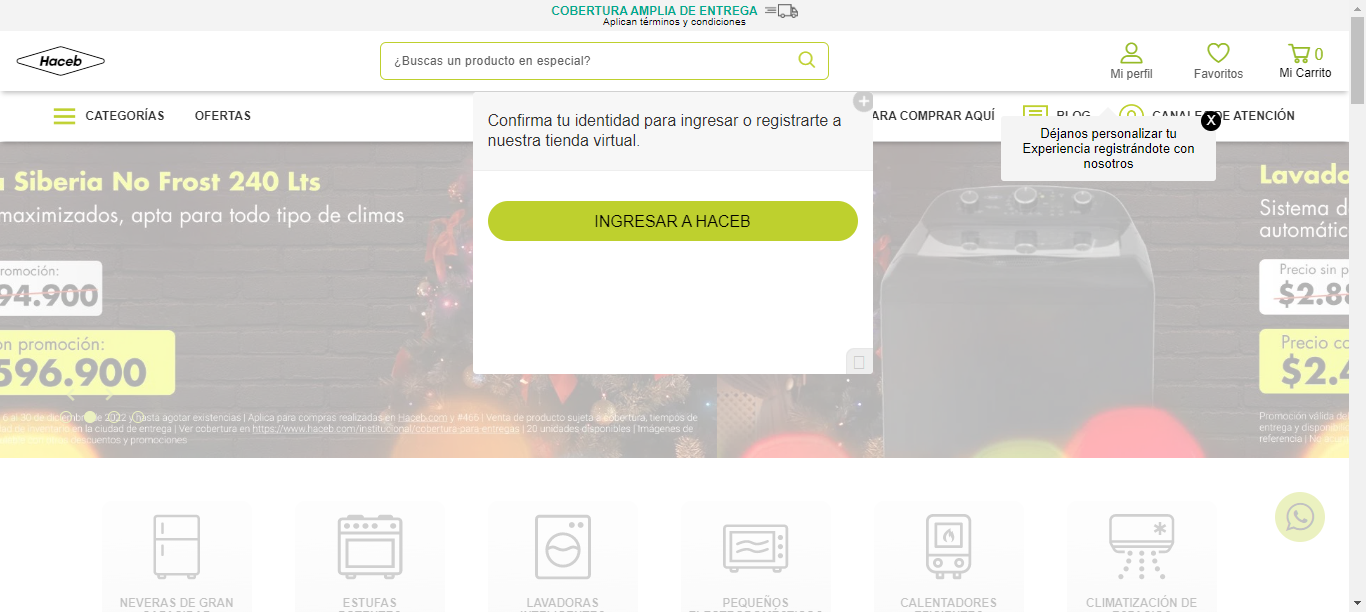 COBERTURA AMPLIA DE ENTREGA
Aplican términos y condiciones
Haceb
¿Buscas un producto en especial?
Mi perfil
Favoritos
0
Mi Carrito
CATEGORÍAS
OFERTAS
ARA COMPRAR AQUÍ
BLOG
CANALES DE ATENCIÓN
Confirma tu identidad para ingresar o registrarte a
nuestra tienda virtual.
INGRESAR A HACEB
X
Déjanos personalizar tu
Experiencia registrándote con
nosotros
a Siberia No Frost 240 Lts
maximizados, apta para todo tipo de climas
romoción:
94.900
on promoción:
596.900
6 al 30 de diciembre de 2022 y hasta agotar existencias | Aplica para compras realizadas en Haceb.com y #466 | Venta de producto sujeta a cobertura, tiempos de
dad de inventario en la ciudad de entrega | Ver cobertura en https://www.haceb.com/institucional/cobertura-para-entregas | 20 unidades disponibles | Imágenes de
descuentos y promociones
Lavado
Sistema d
automátic
Precio sin p
$2.88
Precio co
$2.4
Promoción válida del
entrega y disponibili
referencia | No acu
NEVERAS DE GRAN
ESTUFAS
LAVADORAS
PEQUEÑOS
CALENTADORES
CLIMATIZACIÓN DE